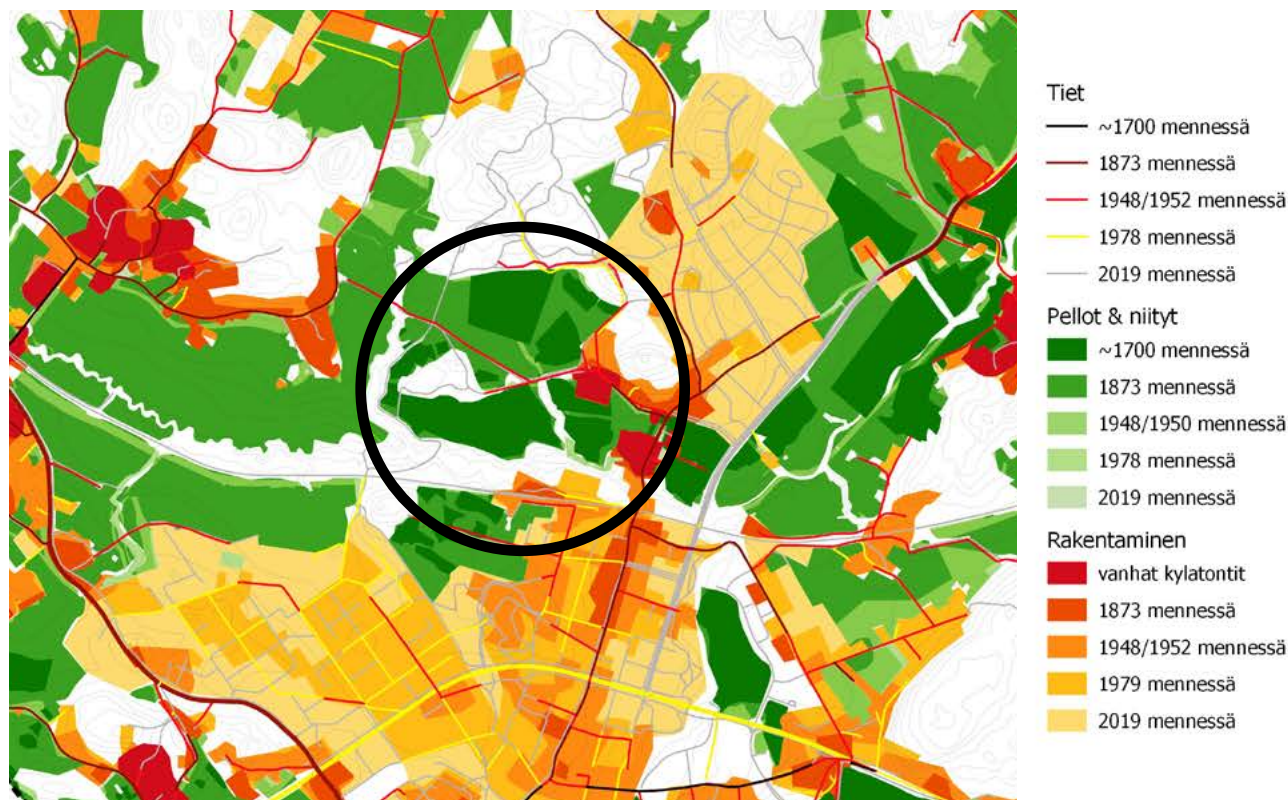 Tiet
~1700 mennessä
1873 mennessä
1948/1952 mennessä
1978 mennessä
2019 mennessä
Pellot & niityt
~1700 mennessä
1873 mennessä
1948/1950 mennessä
1978 mennessä
2019 mennessä
Rakentaminen
vanhat kylatontit
1873 mennessä
1948/1952 mennessä
1979 mennessä
2019 mennessä